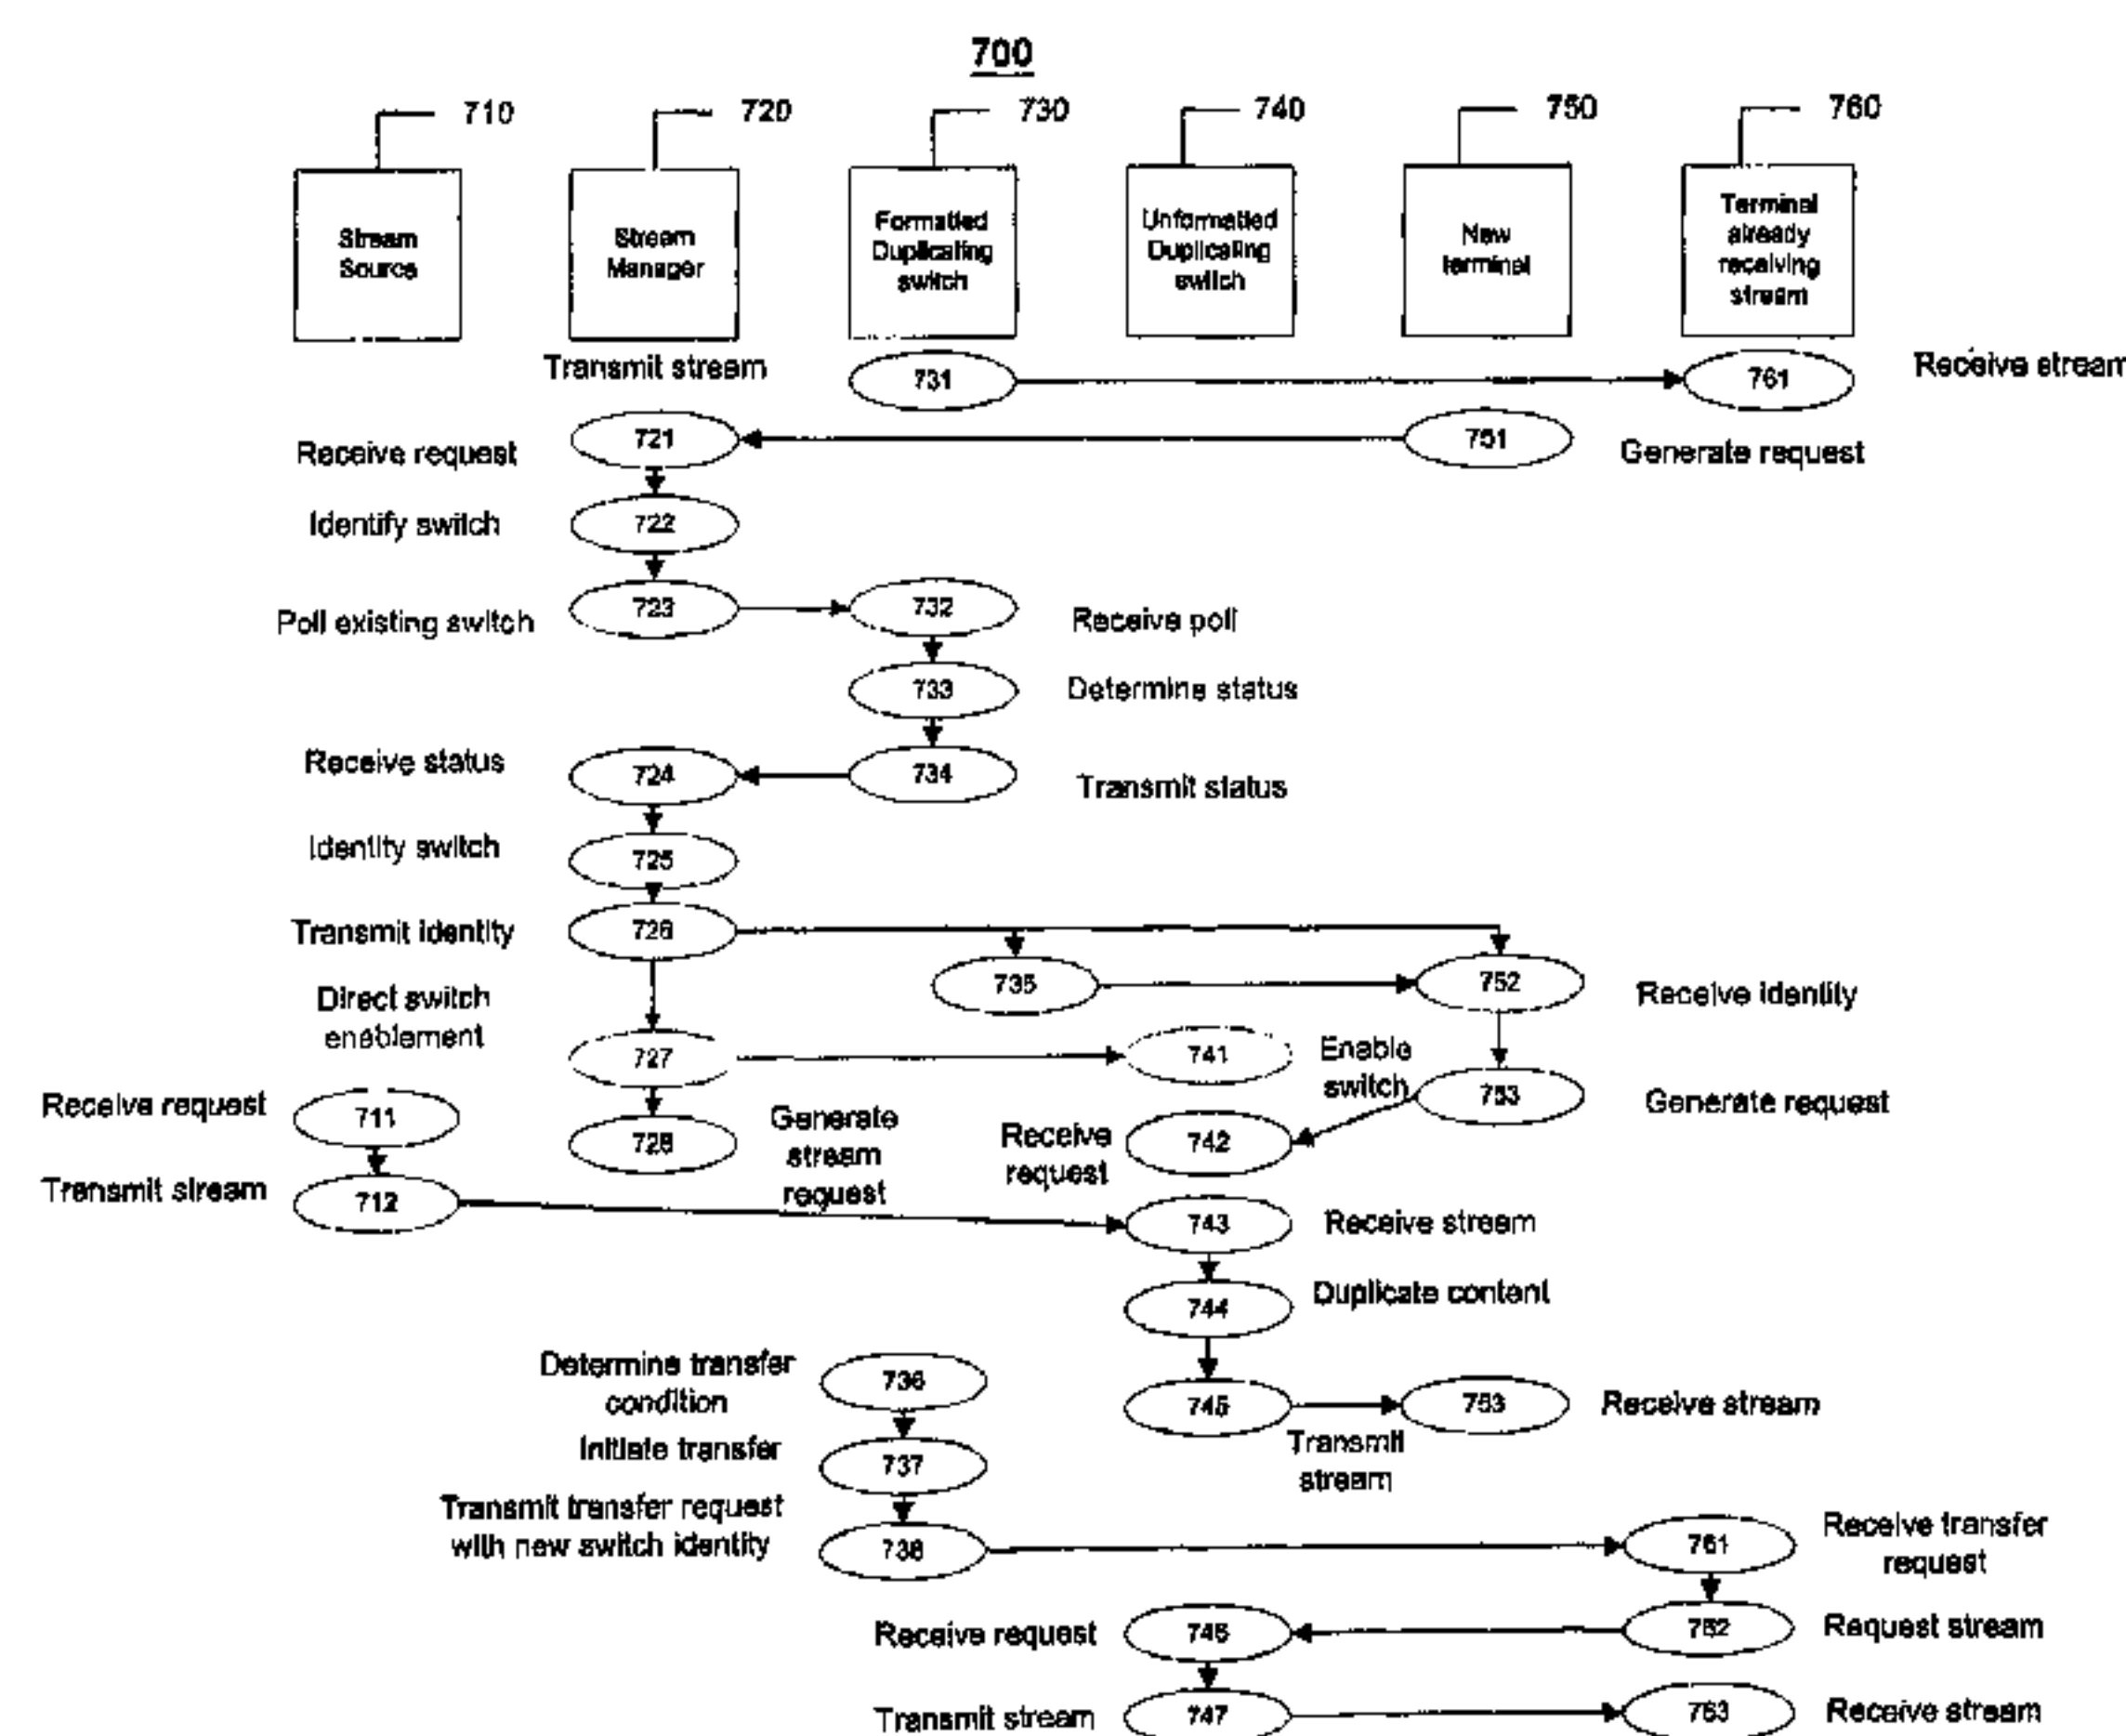 700
710
720
730
740
750
760
Stream
Source
Stream
Manager
Formatted
Duplicating
switch
Unformatted
Duplicating
switch
New
terminal
Terminal
already
receiving
stream
Transmit stream
731
761
Receive stream
Receive request
721
751
Generate request
Identify switch
722
Poll existing switch
723
732
Receive poll
733
Determine status
Receive status
724
734
Transmit status
Identity switch
725
Transmit identity
726
735
752
Receive identity
Direct switch
enablement
727
741
Enable
switch
753
Generate request
Receive request
711
728
Generate
stream
request
Receive
request
742
Transmit stream
712
743
Receive stream
744
Duplicate content
Determine transfer
condition
736
745
753
Receive stream
Transmit
stream
Initiate transfer
737
Transmit transfer request
with new switch identity
738
761
Receive transfer
request
Receive request
746
762
Request stream
Transmit stream
747
763
Receive stream